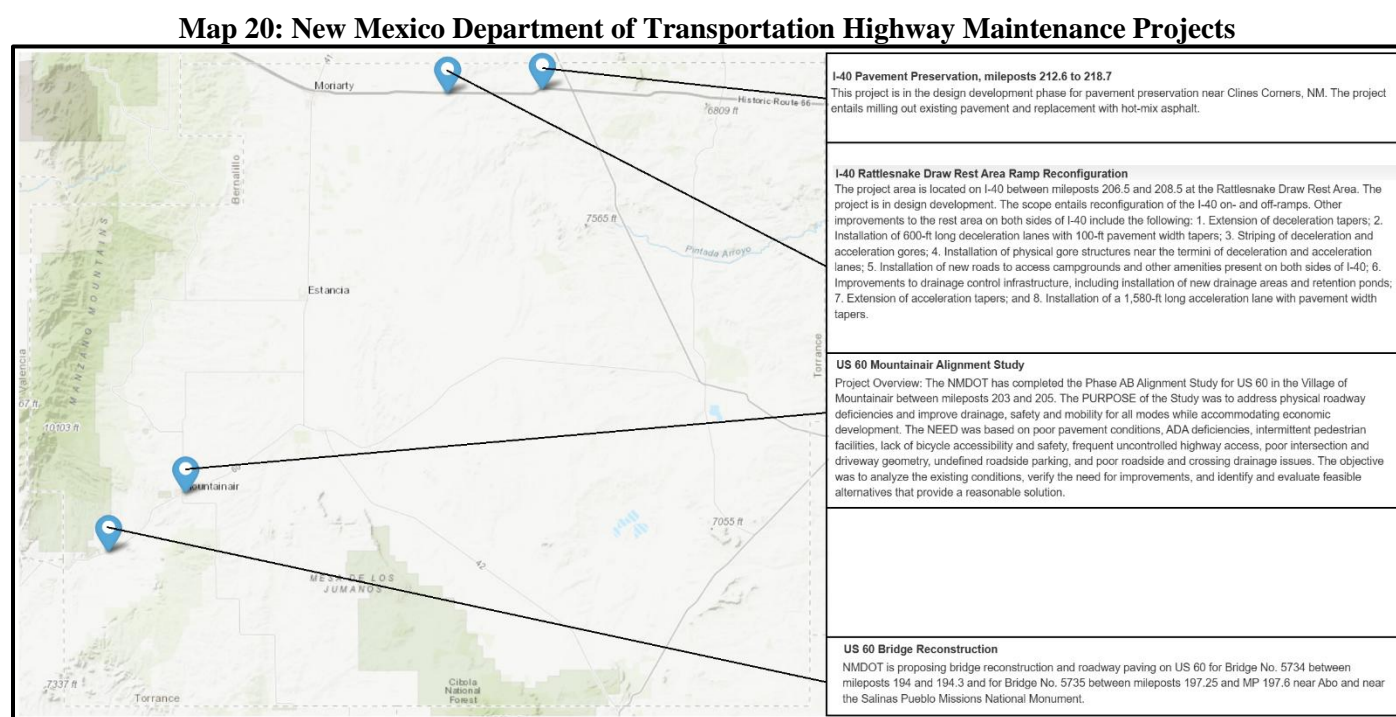 Map 20: New Mexico Department of Transportation Highway Maintenance Projects
41
Moriarty
Historic Route 66
6809 ft
Bernalillo
7565 ft
Pintada Arroyo
Estancia
MANZANO MOUNTAINS
Valencia
Torrance
67 ft
10103 ft
60
ountainair
7055 ft
42
MESA DE LOS
JUMANOS
7337 ft
Torrance
Cibola
National
Forest
I-40 Pavement Preservation, mileposts 212.6 to 218.7
This project is in the design development phase for pavement preservation near Clines Corners, NM. The project
entails milling out existing pavement and replacement with hot-mix asphalt.
I-40 Rattlesnake Draw Rest Area Ramp Reconfiguration
The project area is located on I-40 between mileposts 206.5 and 208.5 at the Rattlesnake Draw Rest Area. The
project is in design development. The scope entails reconfiguration of the I-40 on- and off-ramps. Other
improvements to the rest area on both sides of I-40 include the following: 1. Extension of deceleration tapers; 2.
Installation of 600-ft long deceleration lanes with 100-ft pavement width tapers; 3. Striping of deceleration and
acceleration gores; 4. Installation of physical gore structures near the termini of deceleration and acceleration
lanes; 5. Installation of new roads to access campgrounds and other amenities present on both sides of I-40; 6.
Improvements to drainage control infrastructure, including installation of new drainage areas and retention ponds;
7. Extension of acceleration tapers; and 8. Installation of a 1,580-ft long acceleration lane with pavement width
tapers.
US 60 Mountainair Alignment Study
Project Overview: The NMDOT has completed the Phase AB Alignment Study for US 60 in the Village of
Mountainair between mileposts 203 and 205. The PURPOSE of the Study was to address physical roadway
deficiencies and improve drainage, safety and mobility for all modes while accommodating economic
development. The NEED was based on poor pavement conditions, ADA deficiencies, intermittent pedestrian
facilities, lack of bicycle accessibility and safety, frequent uncontrolled highway access, poor intersection and
driveway geometry, undefined roadside parking, and poor roadside and crossing drainage issues. The objective
was to analyze the existing conditions, verify the need for improvements, and identify and evaluate feasible
alternatives that provide a reasonable solution.
US 60 Bridge Reconstruction
NMDOT is proposing bridge reconstruction and roadway paving on US 60 for Bridge No. 5734 between
mileposts 194 and 194.3 and for Bridge No. 5735 between mileposts 197.25 and MP 197.6 near Abo and near
the Salinas Pueblo Missions National Monument.